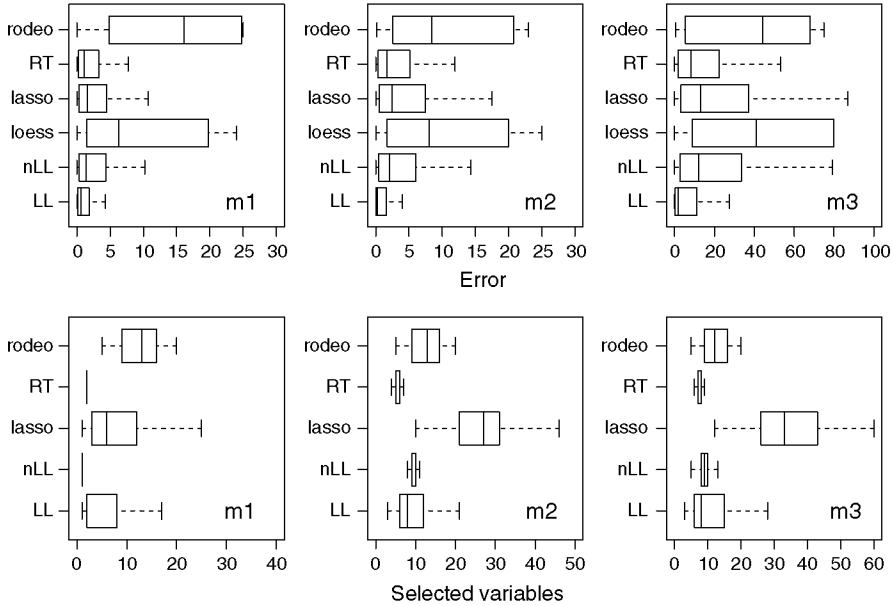 rodeo
RT
lasso
loess
nLL
LL
m1
0 5 10 15 20 25 30
rodeo
RT
lasso
loess
nLL
LL
m2
0 5 10 15 20 25 30
rodeo
RT
lasso
loess
nLL
LL
m3
0 20 40 60 80 100
Error
rodeo
RT
lasso
nLL
LL
m1
0 10 20 30 40
rodeo
RT
lasso
nLL
LL
m2
0 10 20 30 40 50
rodeo
RT
lasso
nLL
LL
m3
0 10 20 30 40 50 60
Selected variables